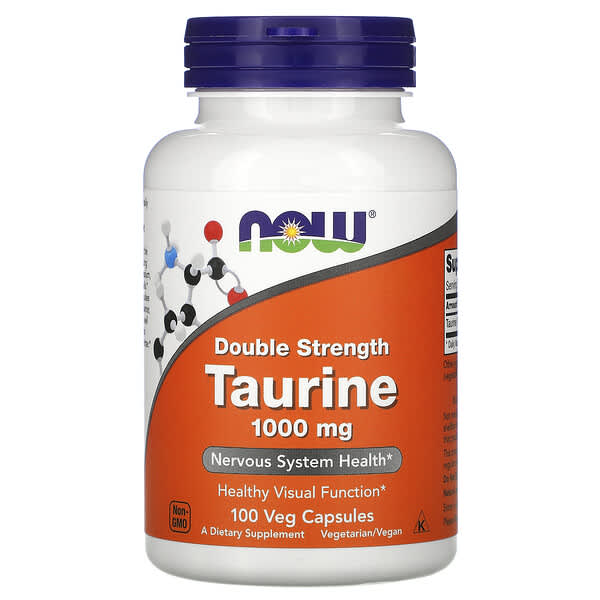 now®
Double Strength
Taurine
1000 mg
Nervous System Health*
Healthy Visual Function*
100 Veg Capsules
A Dietary Supplement Vegetarian/Vegan
Non-
GMO
K